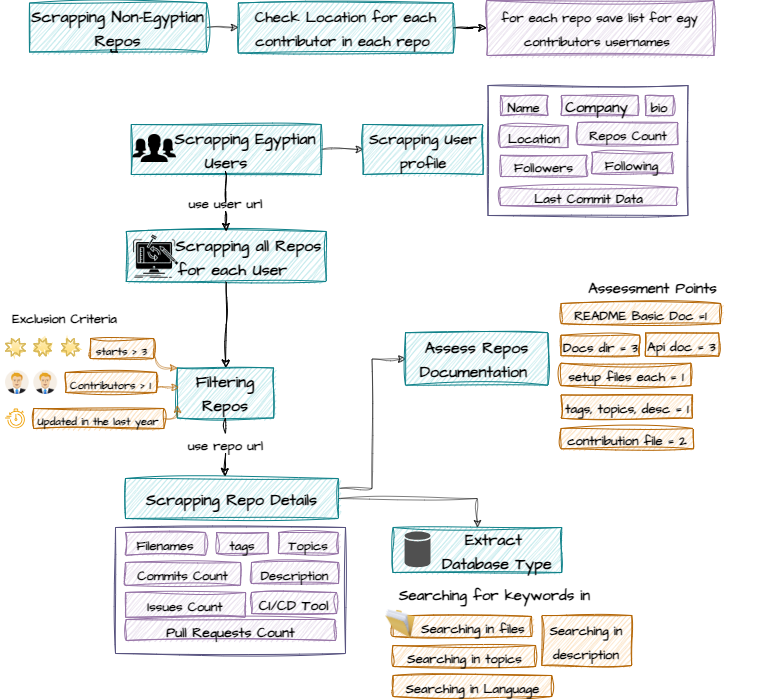 Scrapping Non-Egyptian
Repos
Check Location for each
contributor in each repo
for each repo save list for egy
contributors usernames
Scrapping Egyptian
Users
Scrapping User
profile
Name
Company
bio
Location
Repos Count
Followers
Following
Last Commit Data
use user url
Scrapping all Repos
for each User
Exclusion Criteria
starts > 3
Contributors > 1
Updated in the last year
Filtering
Repos
Assess Repos
Documentation
Assessment Points
README Basic Doc =1
Docs dir = 3
Api doc = 3
setup files each = 1
tags, topics, desc = 1
contribution file = 2
use repo url
Scrapping Repo Details
Filenames
tags
Topics
Commits Count
Description
Issues Count
CI/CD Tool
Pull Requests Count
Extract
Database Type
Searching for keywords in
Searching in files
Searching in
description
Searching in topics
Searching in Language